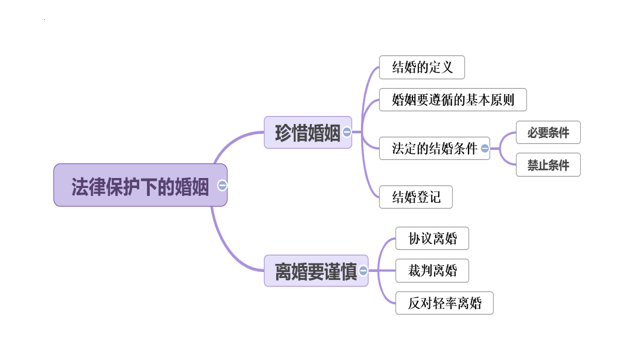 法律保护下的婚姻
珍惜婚姻
结婚的定义
婚姻要遵循的基本原则
法定的结婚条件
必要条件
禁止条件
结婚登记
离婚要谨慎
协议离婚
裁判离婚
反对轻率离婚